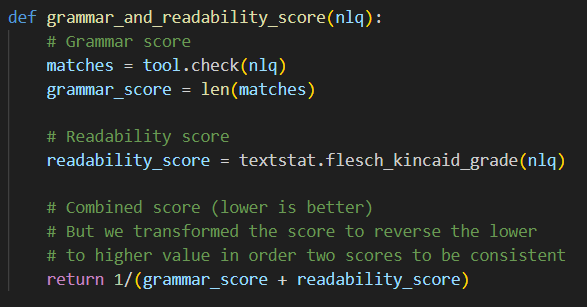 def grammar_and_readability_score(nlq):
# Grammar score
matches = tool.check(nlq)
grammar_score = len(matches)
# Readability score
readability_score = textstat.flesch_kincaid_grade(nlq)
# Combined score (lower is better)
# But we transformed the score to reverse the lower
# to higher value in order two scores to be consistent
return 1/(grammar_score + readability_score)